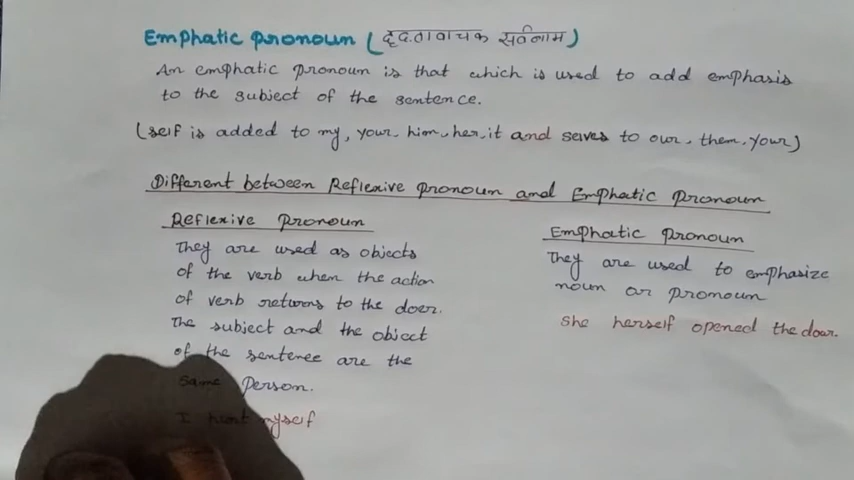 Emphatic pronoun (दृढ़तावाचक सर्वनाम)
An emphatic pronoun is that which is used to add emphasis
to the subject of the sentence.
(self is added to my, your, him, her, it and selves to our, them, your)
Different between Reflexive pronoun and Emphatic pronoun
Reflexive pronoun
They are used as objects
of the verb when the action
of verb returns to the doer.
The subject and the object
of the sentence are the
same person.
I hurt myself
Emphatic pronoun
They are used to emphasize
noun or pronoun
She herself opened the door.